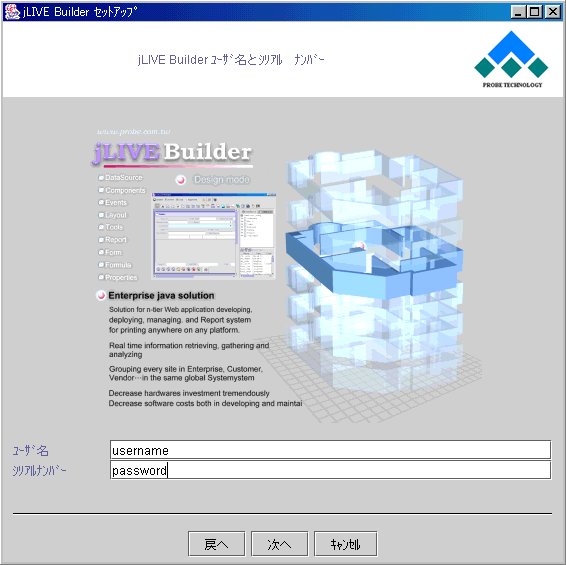 jLIVE Builder ｾｯﾄｱｯﾌﾟ
jLIVE Builder ﾕｰｻﾞ名とｼﾘｱﾙ　ﾅﾝﾊﾞｰ
PROBE TECHNOLOGY
www.probe.com.tw
jLIVE Builder
Design mode
DataSource
Components
Events
Layout
Tools
Report
Form
Formula
Properties
Enterprise java solution
Solution for n-tier Web application developing,
deploying, managing. and Report system
for printing anywhere on any platform.
Real time information retrieving, gathering and
analyzing
Grouping every site in Enterprise, Customer,
Vendor…in the same global Systemystem
Decrease hardwares investment tremendously
Decrease software costs both in developing and maintai
ﾕｰｻﾞ名
username
ｼﾘｱﾙﾅﾝﾊﾞｰ
password
戻へ
次へ
ｷｬﾝｾﾙ